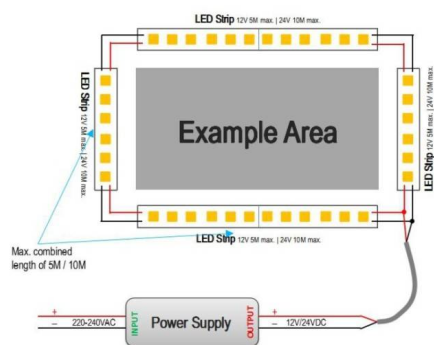 LED Strip 12V 5M max. | 24V 10M max.
LED Strip 12V 5M max. | 24V 10M max.
Example Area
LED Strip 12V 5M max. | 24V 10M max.
LED Strip 12V 5M max. | 24V 10M max.
Max. combined
length of 5M / 10M
+
220-240VAC
–
INPUT
Power Supply
OUTPUT
+
12V/24VDC
–